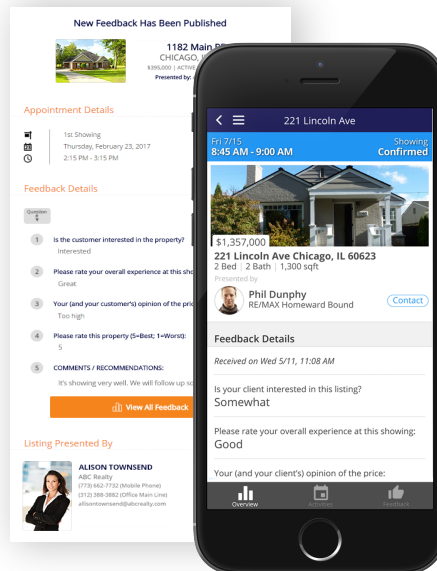 New Feedback Has Been Published
1182 Main
CHICAGO,
$395,000 | ACTIVE
Presented by:
Appointment Details
1st Showing
Thursday, February 23, 2017
2:15 PM - 3:15 PM
Feedback Details
Question
#
1 Is the customer interested in the property?
Interested
2 Please rate your overall experience at this
Great
3 Your (and your customer's) opinion of the
Too high
4 Please rate this property (5=Best; 1=Worst):
5
5 COMMENTS / RECOMMENDATIONS:
It's showing very well. We will follow up
View All Feedback
Listing Presented By
ALISON TOWNSEND
ABC Realty
(773) 662-7732 (Mobile Phone)
(312) 388-3882 (Office Main Line)
allisontownsend@abcrealty.com
221 Lincoln Ave
Fri 7/15 Showing
8:45 AM - 9:00 AM Confirmed
$1,357,000
221 Lincoln Ave Chicago, IL 60623
2 Bed | 2 Bath | 1,300 sqft
Presented by
Phil Dunphy
RE/MAX Homeward Bound
Contact
Feedback Details
Received on Wed 5/11, 11:08 AM
Is your client interested in this listing?
Somewhat
Please rate your overall experience at this showing:
Good
Your (and your client's) opinion of the price:
Overview Activities Feedback